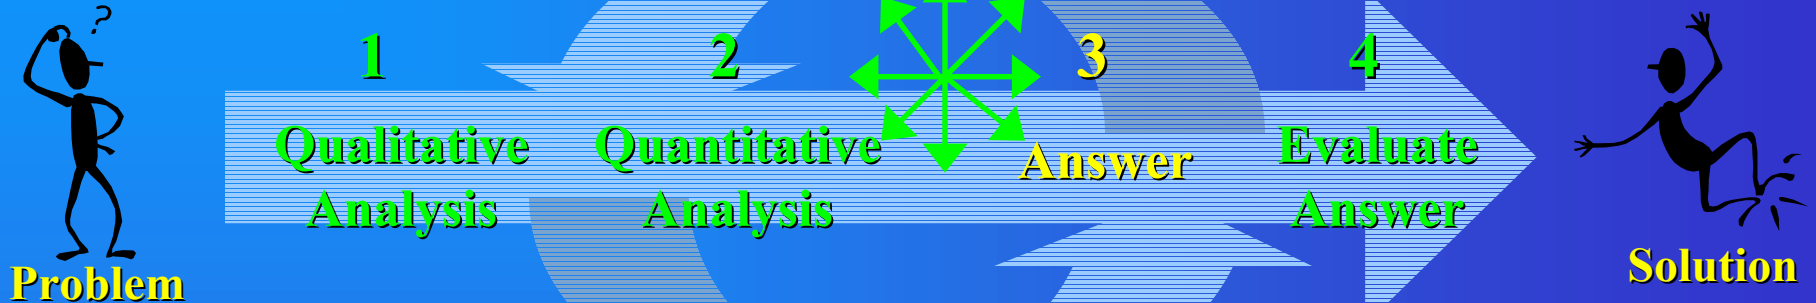 ?
1
2
3
4
Qualitative
Analysis
Quantitative
Analysis
Answer
Evaluate
Answer
Problem
Solution